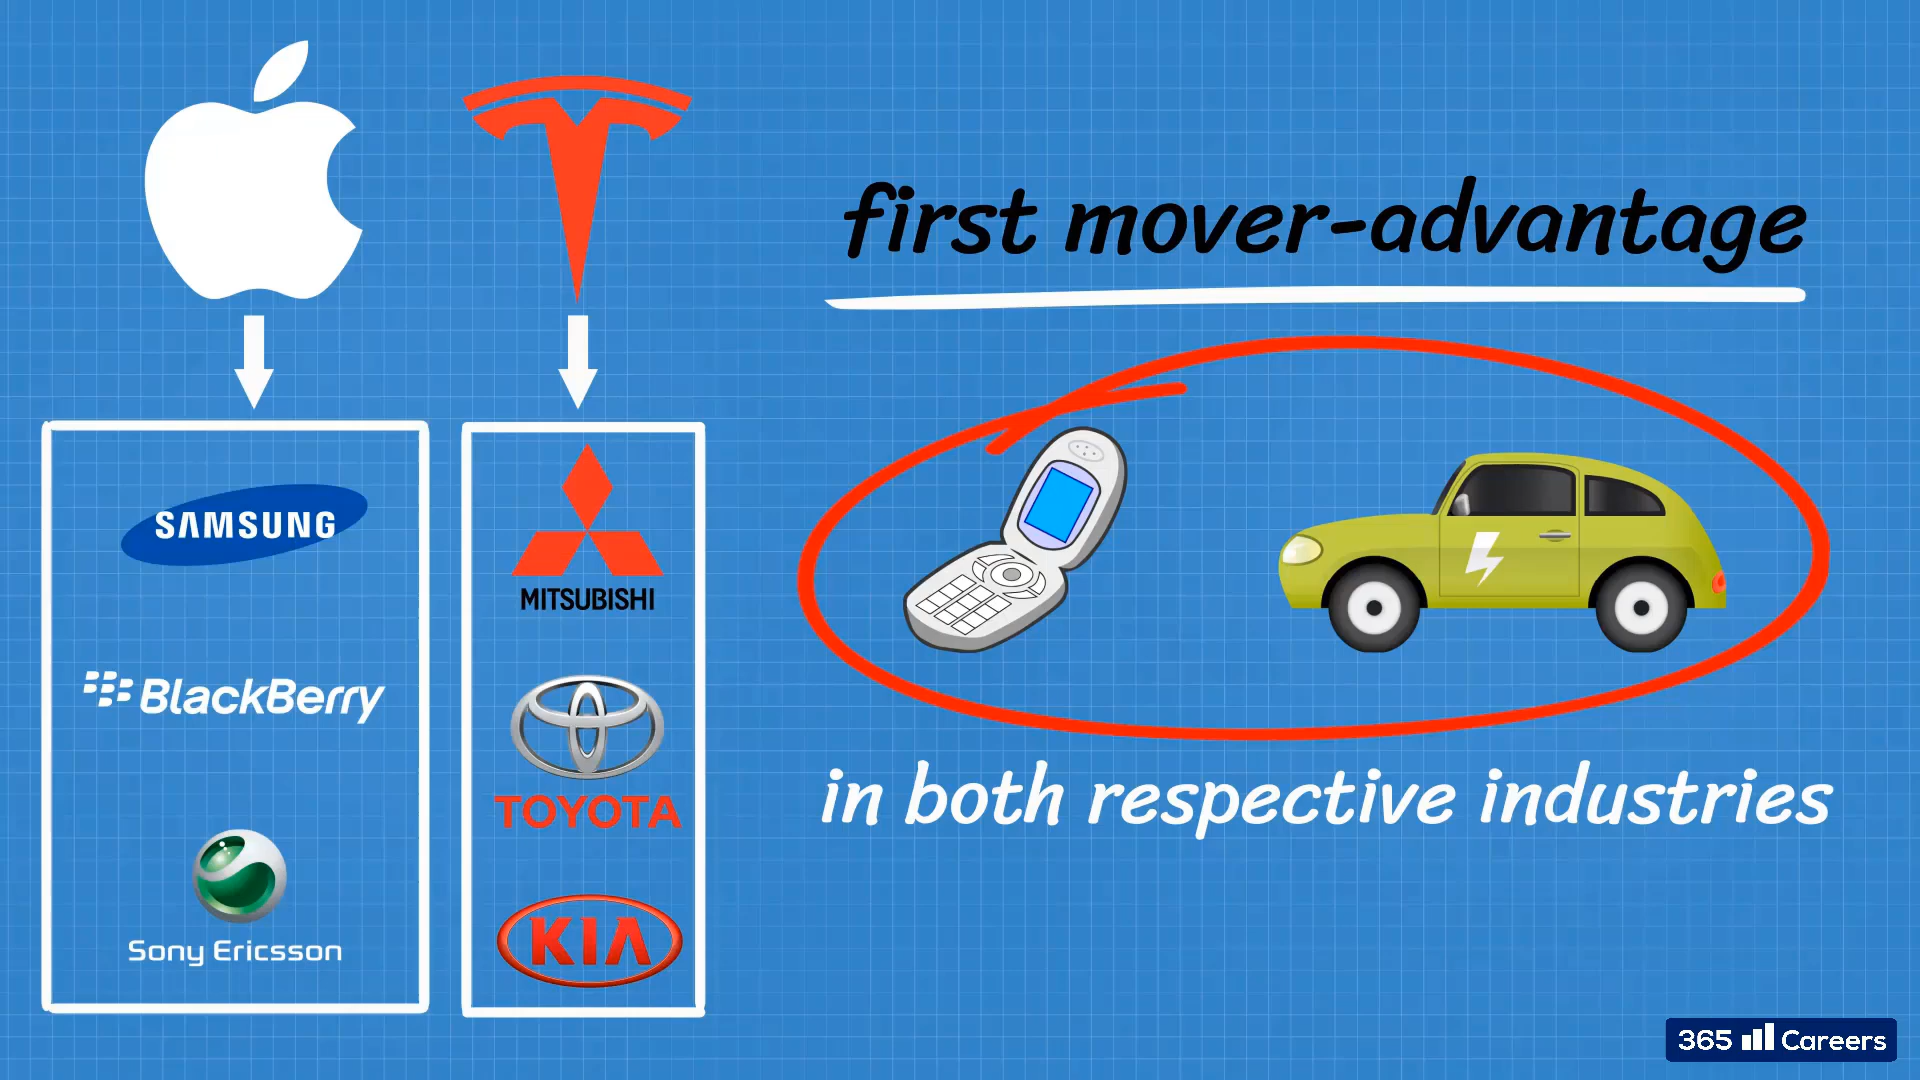 first mover-advantage
SAMSUNG
BlackBerry
Sony Ericsson
MITSUBISHI
TOYOTA
KIA
in both respective industries
365 Careers